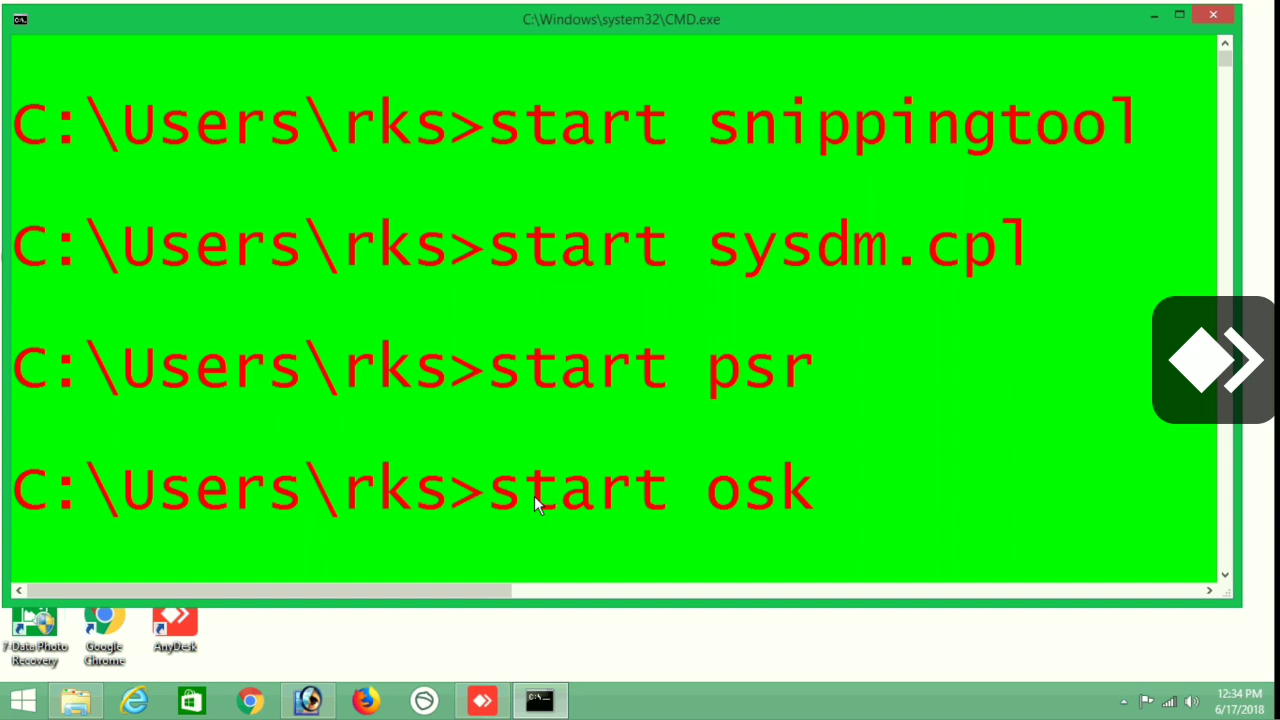 C:\Windows\system32\CMD.exe
C:\Users\rks>start snippingtool
C:\Users\rks>start sysdm.cpl
C:\Users\rks>start psr
C:\Users\rks>start osk
7-Data Photo
Recovery
Google
Chrome
AnyDesk
12:34 PM
6/17/2018